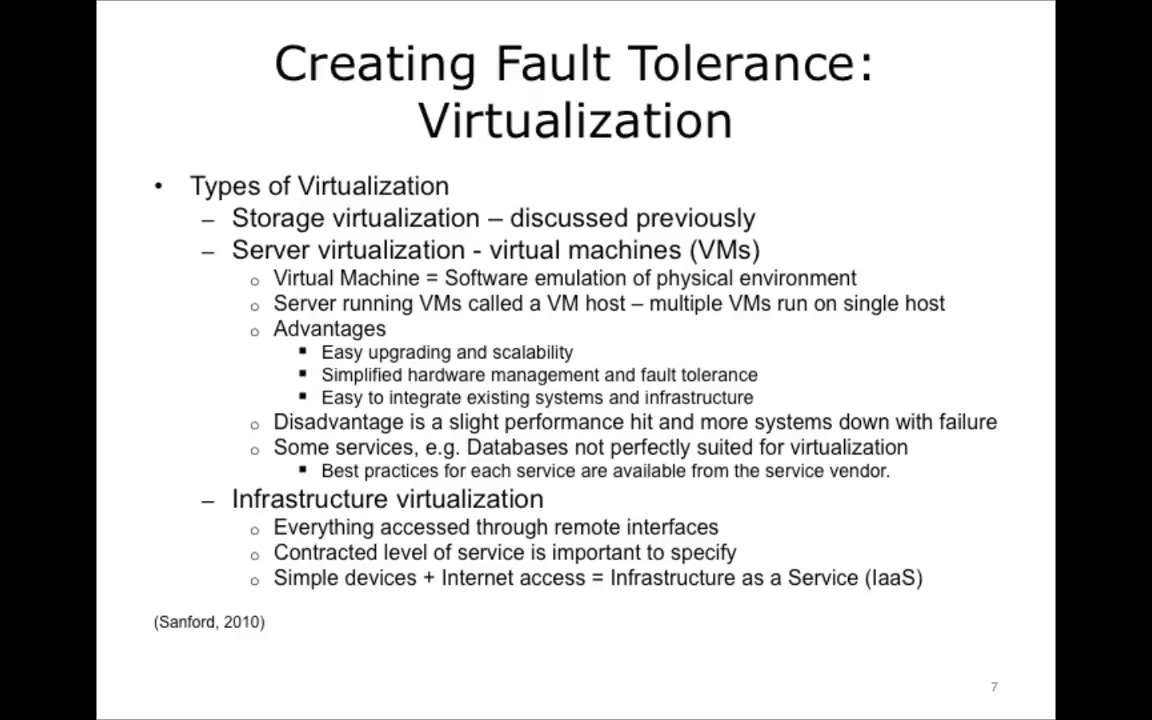 Creating Fault Tolerance:
Virtualization
• Types of Virtualization
– Storage virtualization – discussed previously
– Server virtualization - virtual machines (VMs)
o Virtual Machine = Software emulation of physical environment
o Server running VMs called a VM host – multiple VMs run on single host
o Advantages
▪ Easy upgrading and scalability
▪ Simplified hardware management and fault tolerance
▪ Easy to integrate existing systems and infrastructure
o Disadvantage is a slight performance hit and more systems down with failure
o Some services, e.g. Databases not perfectly suited for virtualization
▪ Best practices for each service are available from the service vendor.
– Infrastructure virtualization
o Everything accessed through remote interfaces
o Contracted level of service is important to specify
o Simple devices + Internet access = Infrastructure as a Service (IaaS)
(Sanford, 2010)
7